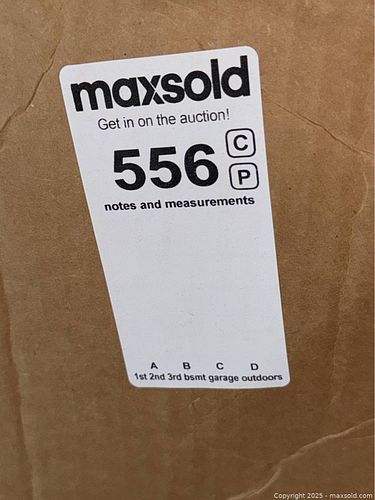 maxsold
Get in on the auction!
556 C
P
notes and measurements
A B C D
1st 2nd 3rd bsmt garage outdoors
Copyright 2025 - maxsold.com